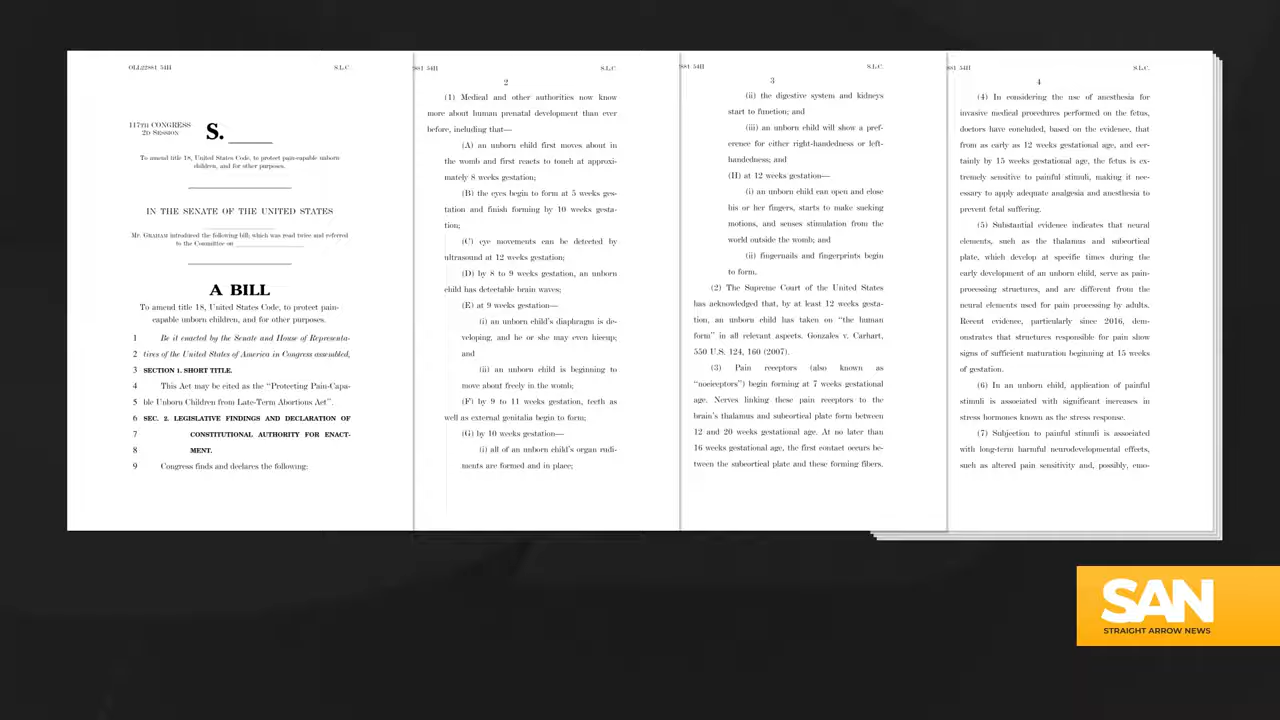 OLL22881 54H S.L.C.
117TH CONGRESS
2D SESSION
S. ______
To amend title 18, United States Code, to protect pain-capable unborn
children, and for other purposes.
IN THE SENATE OF THE UNITED STATES
Mr. GRAHAM introduced the following bill; which was read twice and referred
to the Committee on ______________
A BILL
To amend title 18, United States Code, to protect pain-
capable unborn children, and for other purposes.
1 Be it enacted by the Senate and House of Representa-
2 tives of the United States of America in Congress assembled,
3 SECTION 1. SHORT TITLE.
4 This Act may be cited as the “Protecting Pain-Capa-
5 ble Unborn Children from Late-Term Abortions Act”.
6 SEC. 2. LEGISLATIVE FINDINGS AND DECLARATION OF
7 CONSTITUTIONAL AUTHORITY FOR ENACT-
8 MENT.
9 Congress finds and declares the following:
881 54H S.L.C.
2
(1) Medical and other authorities now know
more about human prenatal development than ever
before, including that—
(A) an unborn child first moves about in
the womb and first reacts to touch at approxi-
mately 8 weeks gestation;
(B) the eyes begin to form at 5 weeks ges-
tation and finish forming by 10 weeks gesta-
tion;
(C) eye movements can be detected by
ultrasound at 12 weeks gestation;
(D) by 8 to 9 weeks gestation, an unborn
child has detectable brain waves;
(E) at 9 weeks gestation—
(i) an unborn child’s diaphragm is de-
veloping, and he or she may even hiccup;
and
(ii) an unborn child is beginning to
move about freely in the womb;
(F) by 9 to 11 weeks gestation, teeth as
well as external genitalia begin to form;
(G) by 10 weeks gestation—
(i) all of an unborn child’s organ rudi-
ments are formed and in place;
881 54H S.L.C.
3
(ii) the digestive system and kidneys
start to function; and
(iii) an unborn child will show a pref-
erence for either right-handedness or left-
handedness; and
(H) at 12 weeks gestation—
(i) an unborn child can open and close
his or her fingers, starts to make sucking
motions, and senses stimulation from the
world outside the womb; and
(ii) fingernails and fingerprints begin
to form.
(2) The Supreme Court of the United States
has acknowledged that, by at least 12 weeks gesta-
tion, an unborn child has taken on “the human
form” in all relevant aspects. Gonzales v. Carhart,
550 U.S. 124, 160 (2007).
(3) Pain receptors (also known as
“nociceptors”) begin forming at 7 weeks gestational
age. Nerves linking these pain receptors to the
brain’s thalamus and subcortical plate form between
12 and 20 weeks gestational age. At no later than
16 weeks gestational age, the first contact occurs be-
tween the subcortical plate and these forming fibers.
881 54H S.L.C.
4
(4) In considering the use of anesthesia for
invasive medical procedures performed on the fetus,
doctors have concluded, based on the evidence, that
from as early as 12 weeks gestational age, and cer-
tainly by 15 weeks gestational age, the fetus is ex-
tremely sensitive to painful stimuli, making it nec-
essary to apply adequate analgesia and anesthesia to
prevent fetal suffering.
(5) Substantial evidence indicates that neural
elements, such as the thalamus and subcortical
plate, which develop at specific times during the
early development of an unborn child, serve as pain-
processing structures, and are different from the
neural elements used for pain processing by adults.
Recent evidence, particularly since 2016, dem-
onstrates that structures responsible for pain show
signs of sufficient maturation beginning at 15 weeks
of gestation.
(6) In an unborn child, application of painful
stimuli is associated with significant increases in
stress hormones known as the stress response.
(7) Subjection to painful stimuli is associated
with long-term harmful neurodevelopmental effects,
such as altered pain sensitivity and, possibly, emo-
SAN
STRAIGHT ARROW NEWS